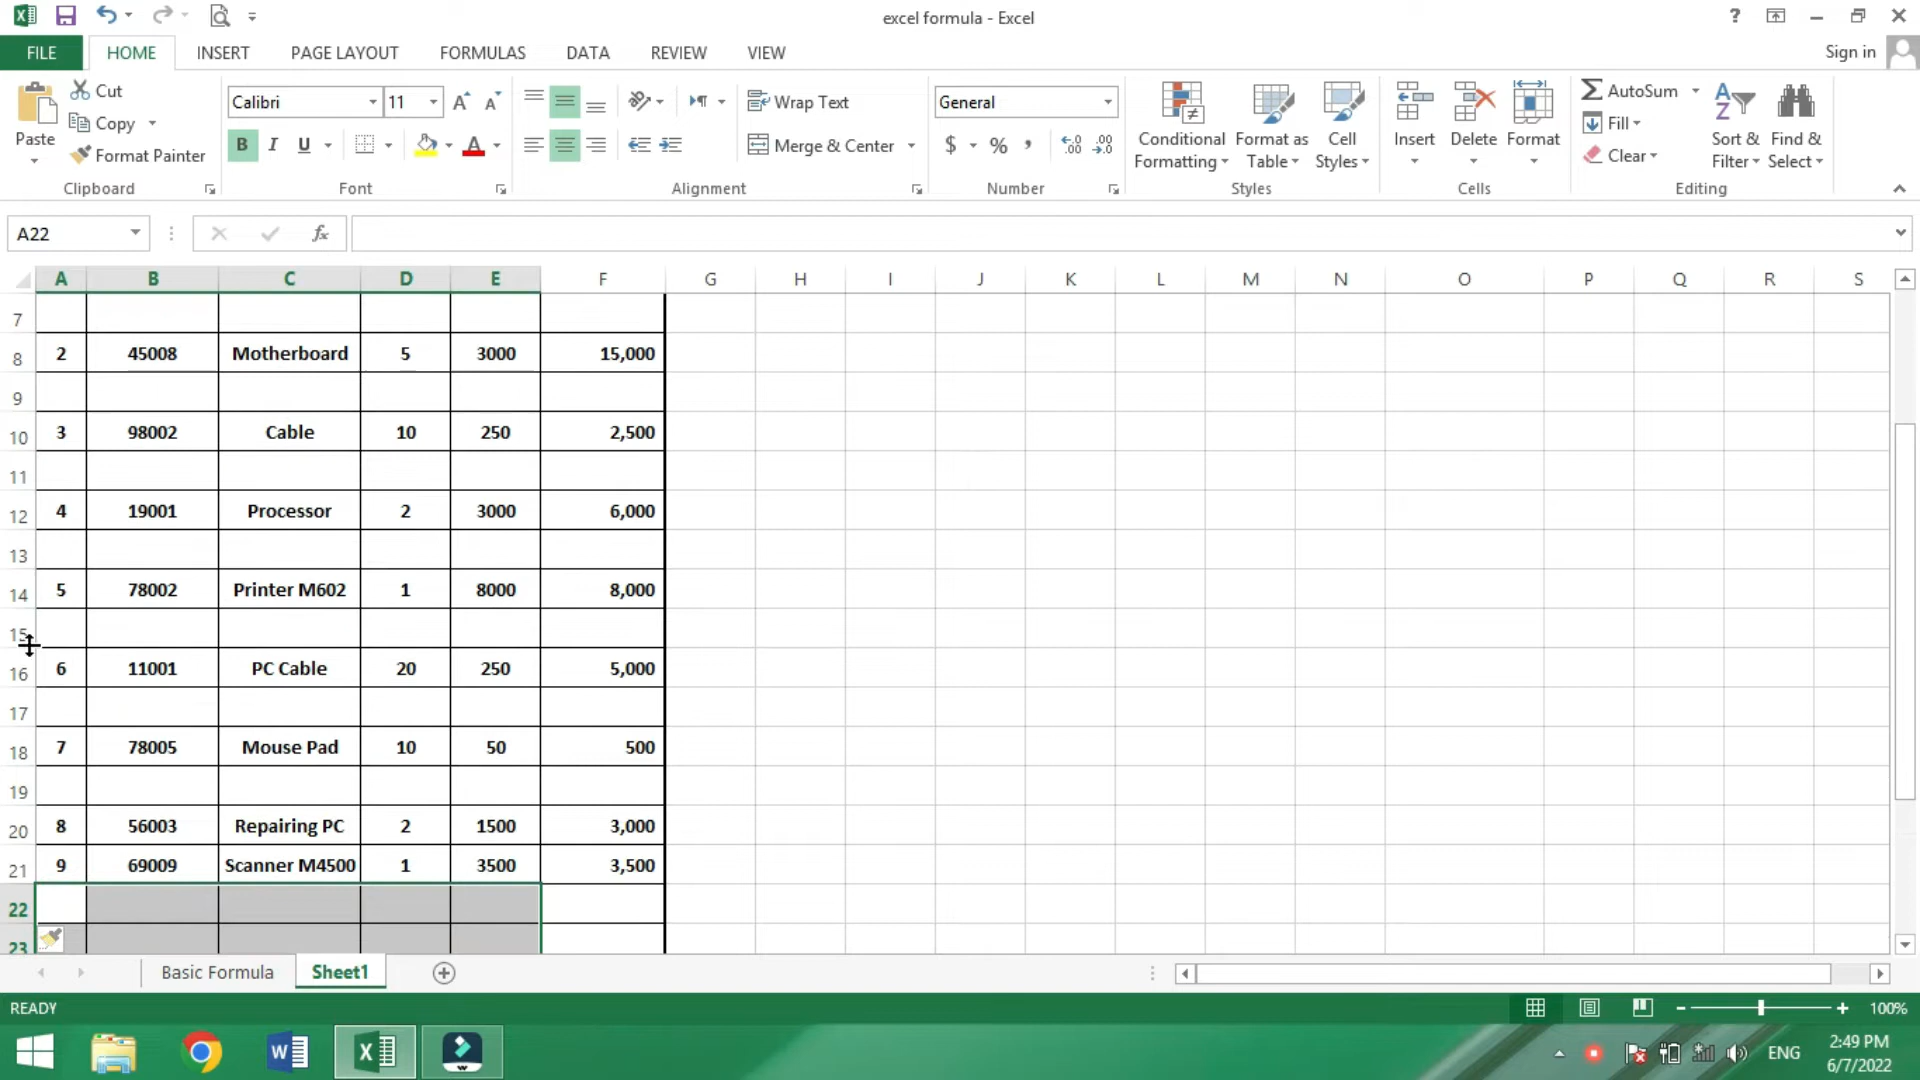 excel formula - Excel
?
FILE HOME INSERT PAGE LAYOUT FORMULAS DATA REVIEW VIEW Sign in
Paste Cut Copy Format Painter
Clipboard
Calibri 11 A A
B I U A
Font
Wrap Text
Merge & Center
Alignment
General
$ % , .00 .00
Number
Conditional Formatting Format as Table Cell Styles
Styles
Insert Delete Format
Cells
AutoSum Fill Clear
Sort & Filter Find & Select
Editing
A22 fx
A B C D E F G H I J K L M N O P Q R S
7
8 2 45008 Motherboard 5 3000 15,000
9
10 3 98002 Cable 10 250 2,500
11
12 4 19001 Processor 2 3000 6,000
13
14 5 78002 Printer M602 1 8000 8,000
15
16 6 11001 PC Cable 20 250 5,000
17
18 7 78005 Mouse Pad 10 50 500
19
20 8 56003 Repairing PC 2 1500 3,000
21 9 69009 Scanner M4500 1 3500 3,500
22
23
Basic Formula Sheet1
READY 100%
ENG 2:49 PM
6/7/2022